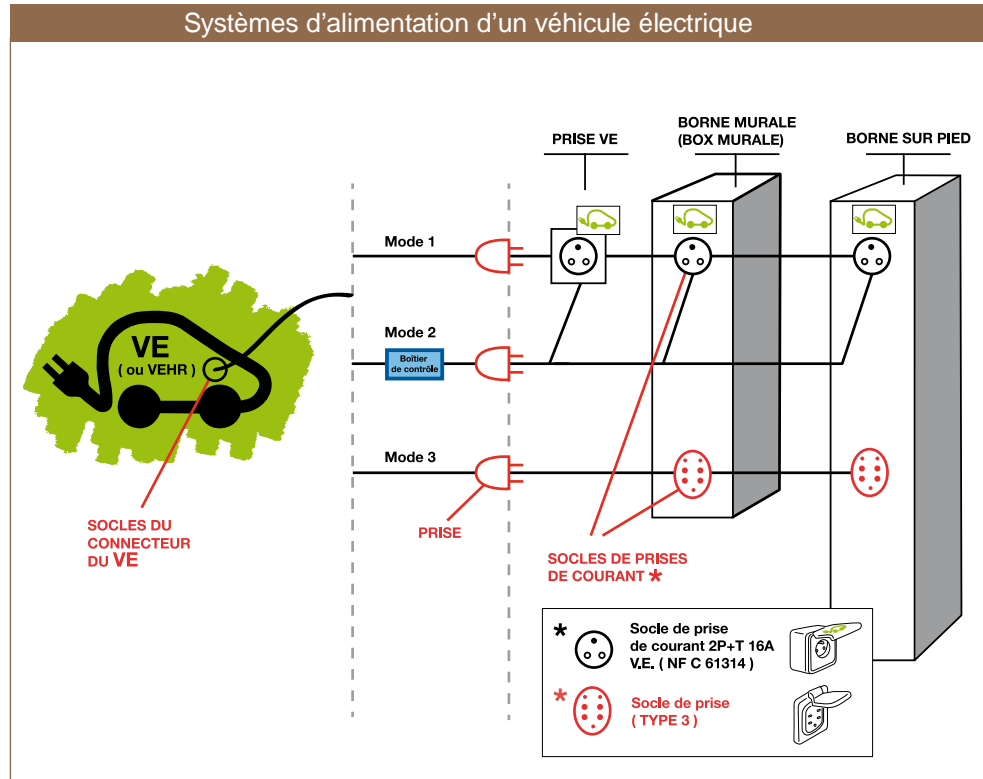 Systèmes d'alimentation d'un véhicule électrique
PRISE VE
BORNE MURALE
(BOX MURALE)
BORNE SUR PIED
Mode 1
Mode 2
Boîtier
de contrôle
VE
( ou VEHR )
Mode 3
SOCLES DU
CONNECTEUR
DU VE
PRISE
SOCLES DE PRISES
DE COURANT *
* Socle de prise
de courant 2P+T 16A
V.E. ( NF C 61314 )
* Socle de prise
( TYPE 3 )